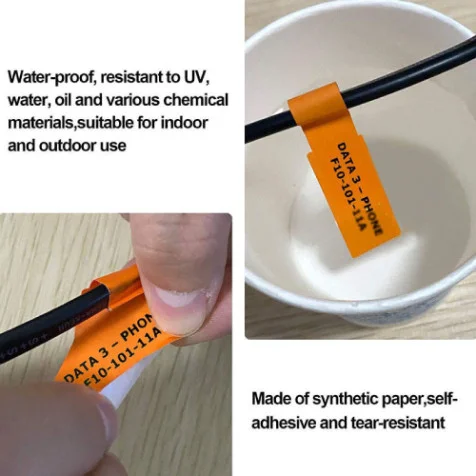 Water-proof, resistant to UV,
water, oil and various chemical
materials,suitable for indoor
and outdoor use
DATA 3 – PHONE
F10-101-11A
DATA 3 – PHON
F10-101-11A
Made of synthetic paper,self-
adhesive and tear-resistant